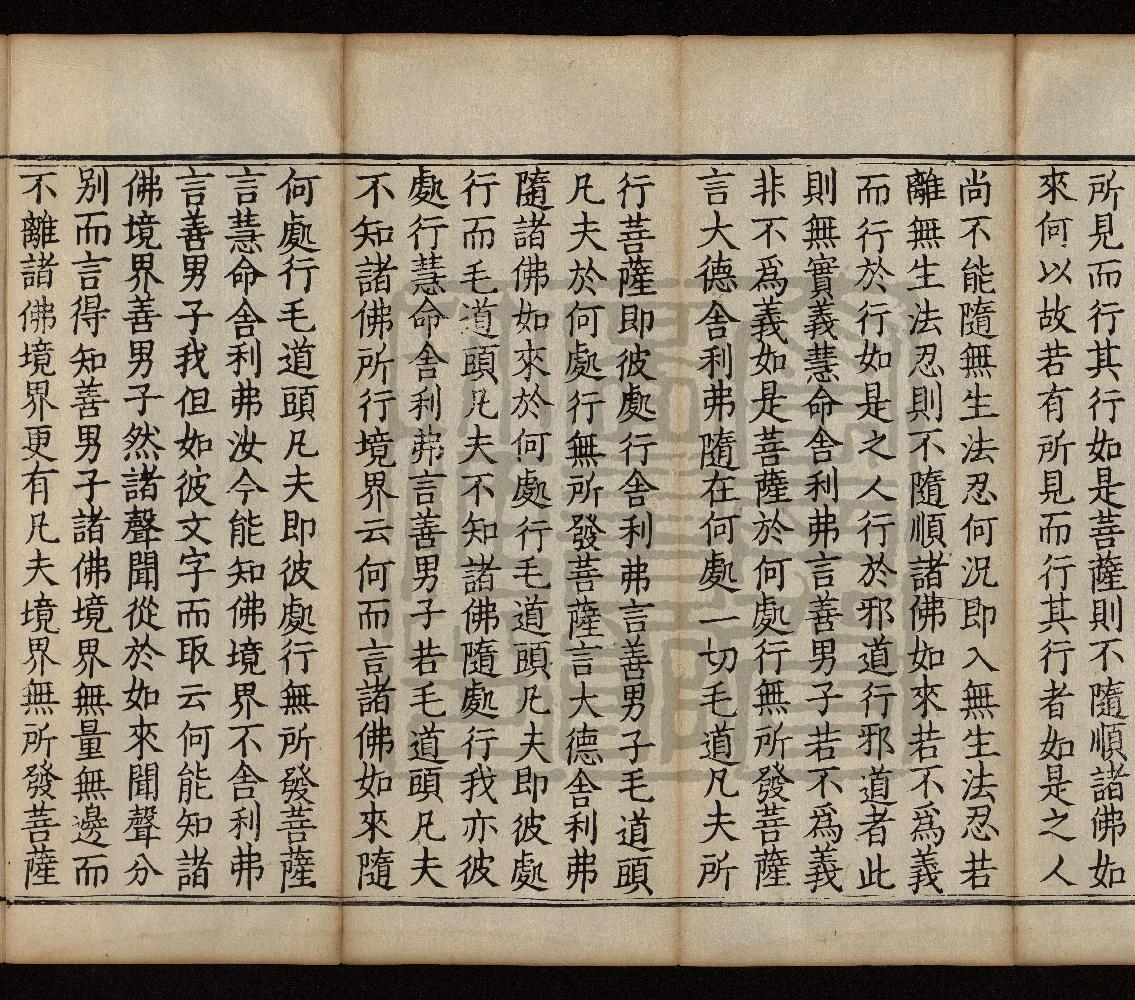 所見而行其行如是菩薩則不隨順諸佛如
來何以故若有所見而行其行者如是之人
尚不能隨無生法忍何況即入無生法忍若
離無生法忍則不隨順諸佛如來若不爲義
而行於行如是之人行於邪道行邪道者此
則無實義慧命舎利弗言善男子若不爲義
非不爲義如是菩薩於何處行無所發菩薩
言大德舎利弗隨在何處一切毛道凡夫所
行菩薩即彼處行舎利弗言善男子毛道頭
凡夫於何處行無所發菩薩言大德舎利弗
隨諸佛如來於何處行毛道頭凡夫即彼處
行而毛道頭凡夫不知諸佛隨處行我亦彼
處行慧命舎利弗言善男子若毛道頭凡夫
不知諸佛所行境界云何而言諸佛如來隨
何處行毛道頭凡夫即彼處行無所發菩薩
言慧命舎利弗汝今能知佛境界不舎利弗
言善男子我但如彼文字而取云何能知諸
佛境界善男子然諸聲聞從於如來聞聲分
别而言得知善男子諸佛境界無量無邊而
不離諸佛境界更有凡夫境界無所發菩薩